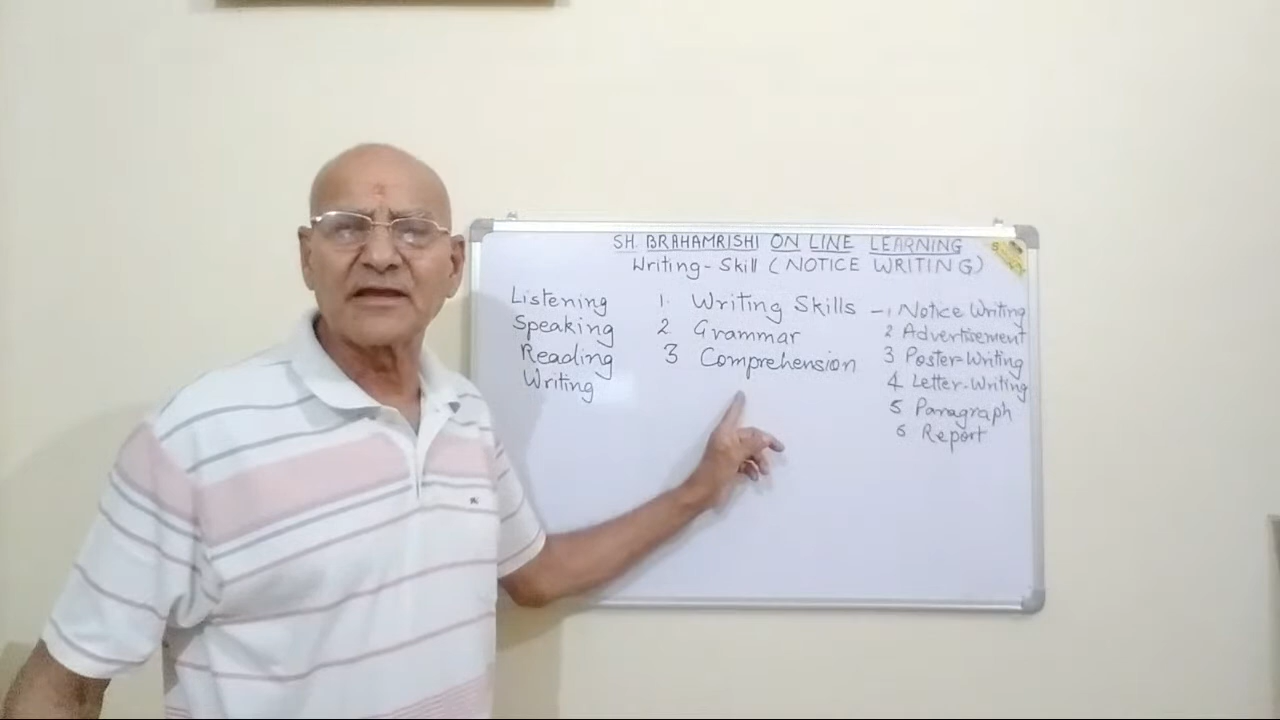 SH. BRAHAMRISHI ON LINE LEARNING
Writing-Skill (NOTICE WRITING)
Listening
Speaking
Reading
Writing
1. Writing Skills
2 Grammar
3 Comprehension
- 1 Notice Writing
2 Advertisement
3 Poster-Writing
4 Letter-Writing
5 Paragraph
6 Report